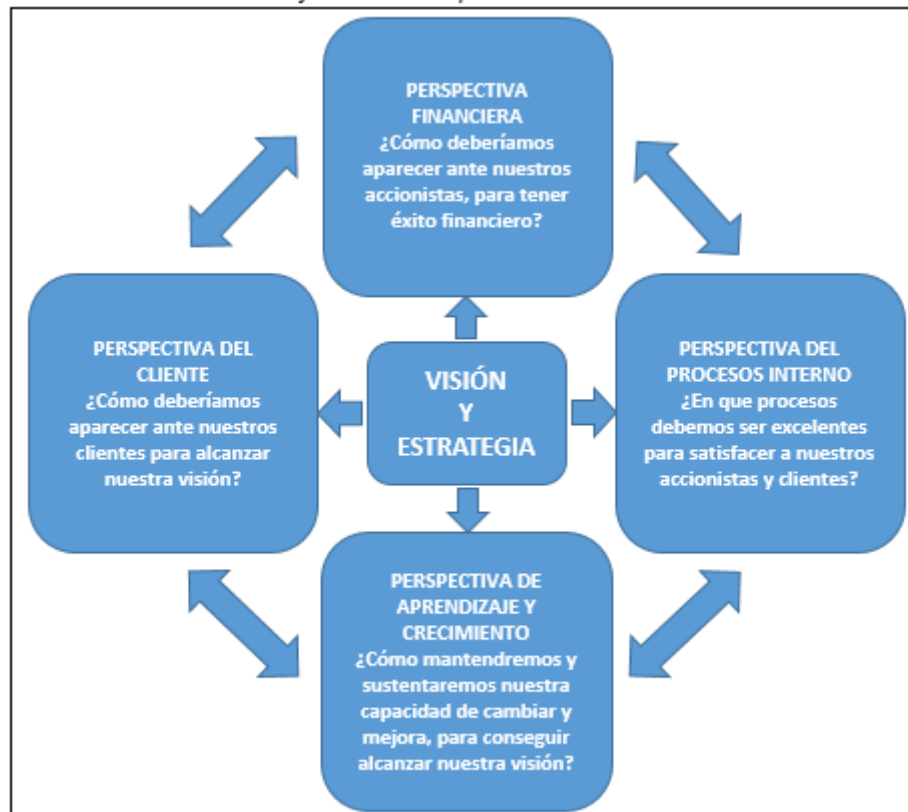 PERSPECTIVA
FINANCIERA
¿Cómo deberíamos
aparecer ante nuestros
accionistas, para tener
éxito financiero?
PERSPECTIVA DEL
CLIENTE
¿Cómo deberíamos
aparecer ante nuestros
clientes para alcanzar
nuestra visión?
VISIÓN
Y
ESTRATEGIA
PERSPECTIVA DEL
PROCESOS INTERNO
¿En que procesos
debemos ser excelentes
para satisfacer a nuestros
accionistas y clientes?
PERSPECTIVA DE
APRENDIZAJE Y
CRECIMIENTO
¿Cómo mantendremos y
sustentaremos nuestra
capacidad de cambiar y
mejora, para conseguir
alcanzar nuestra visión?